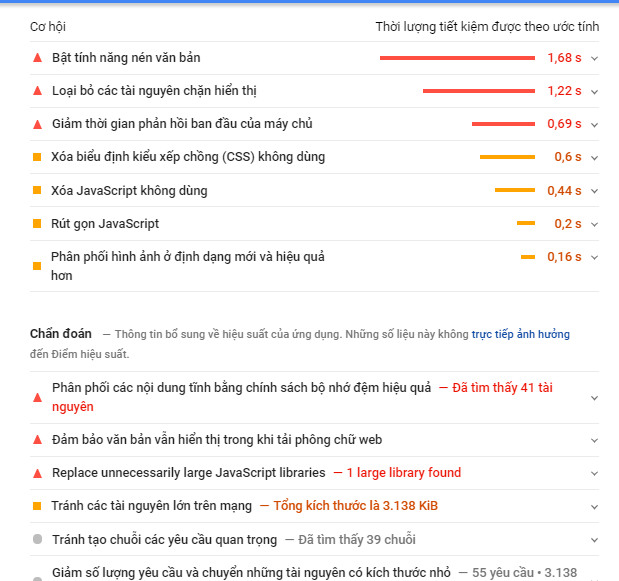 Cơ hội Thời lượng tiết kiệm được theo ước tính
Bật tính năng nén văn bản 1,68 s
Loại bỏ các tài nguyên chặn hiển thị 1,22 s
Giảm thời gian phản hồi ban đầu của máy chủ 0,69 s
Xóa biểu định kiểu xếp chồng (CSS) không dùng 0,6 s
Xóa JavaScript không dùng 0,44 s
Rút gọn JavaScript 0,2 s
Phân phối hình ảnh ở định dạng mới và hiệu quả 0,16 s
hơn
Chẩn đoán — Thông tin bổ sung về hiệu suất của ứng dụng. Những số liệu này không trực tiếp ảnh hưởng
đến Điểm hiệu suất.
Phân phối các nội dung tĩnh bằng chính sách bộ nhớ đệm hiệu quả — Đã tìm thấy 41 tài
nguyên
Đảm bảo văn bản vẫn hiển thị trong khi tải phông chữ web
Replace unnecessarily large JavaScript libraries — 1 large library found
Tránh các tài nguyên lớn trên mạng — Tổng kích thước là 3.138 KiB
Tránh tạo chuỗi các yêu cầu quan trọng — Đã tìm thấy 39 chuỗi
Giảm số lượng yêu cầu và chuyển những tài nguyên có kích thước nhỏ — 55 yêu cầu • 3.138